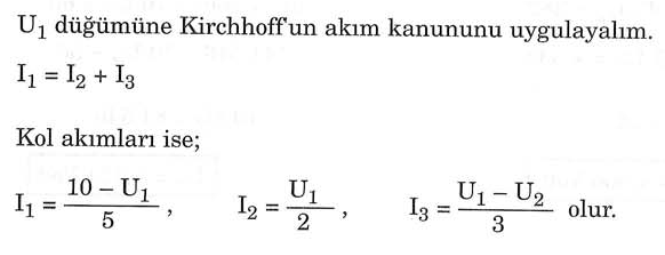 U₁ düğümüne Kirchhoff'un akım kanununu uygulayalım.
I₁ = I₂ + I₃
Kol akımları ise;
I₁ = (10 – U₁)/5 , I₂ = U₁/2 , I₃ = (U₁ – U₂)/3 olur.